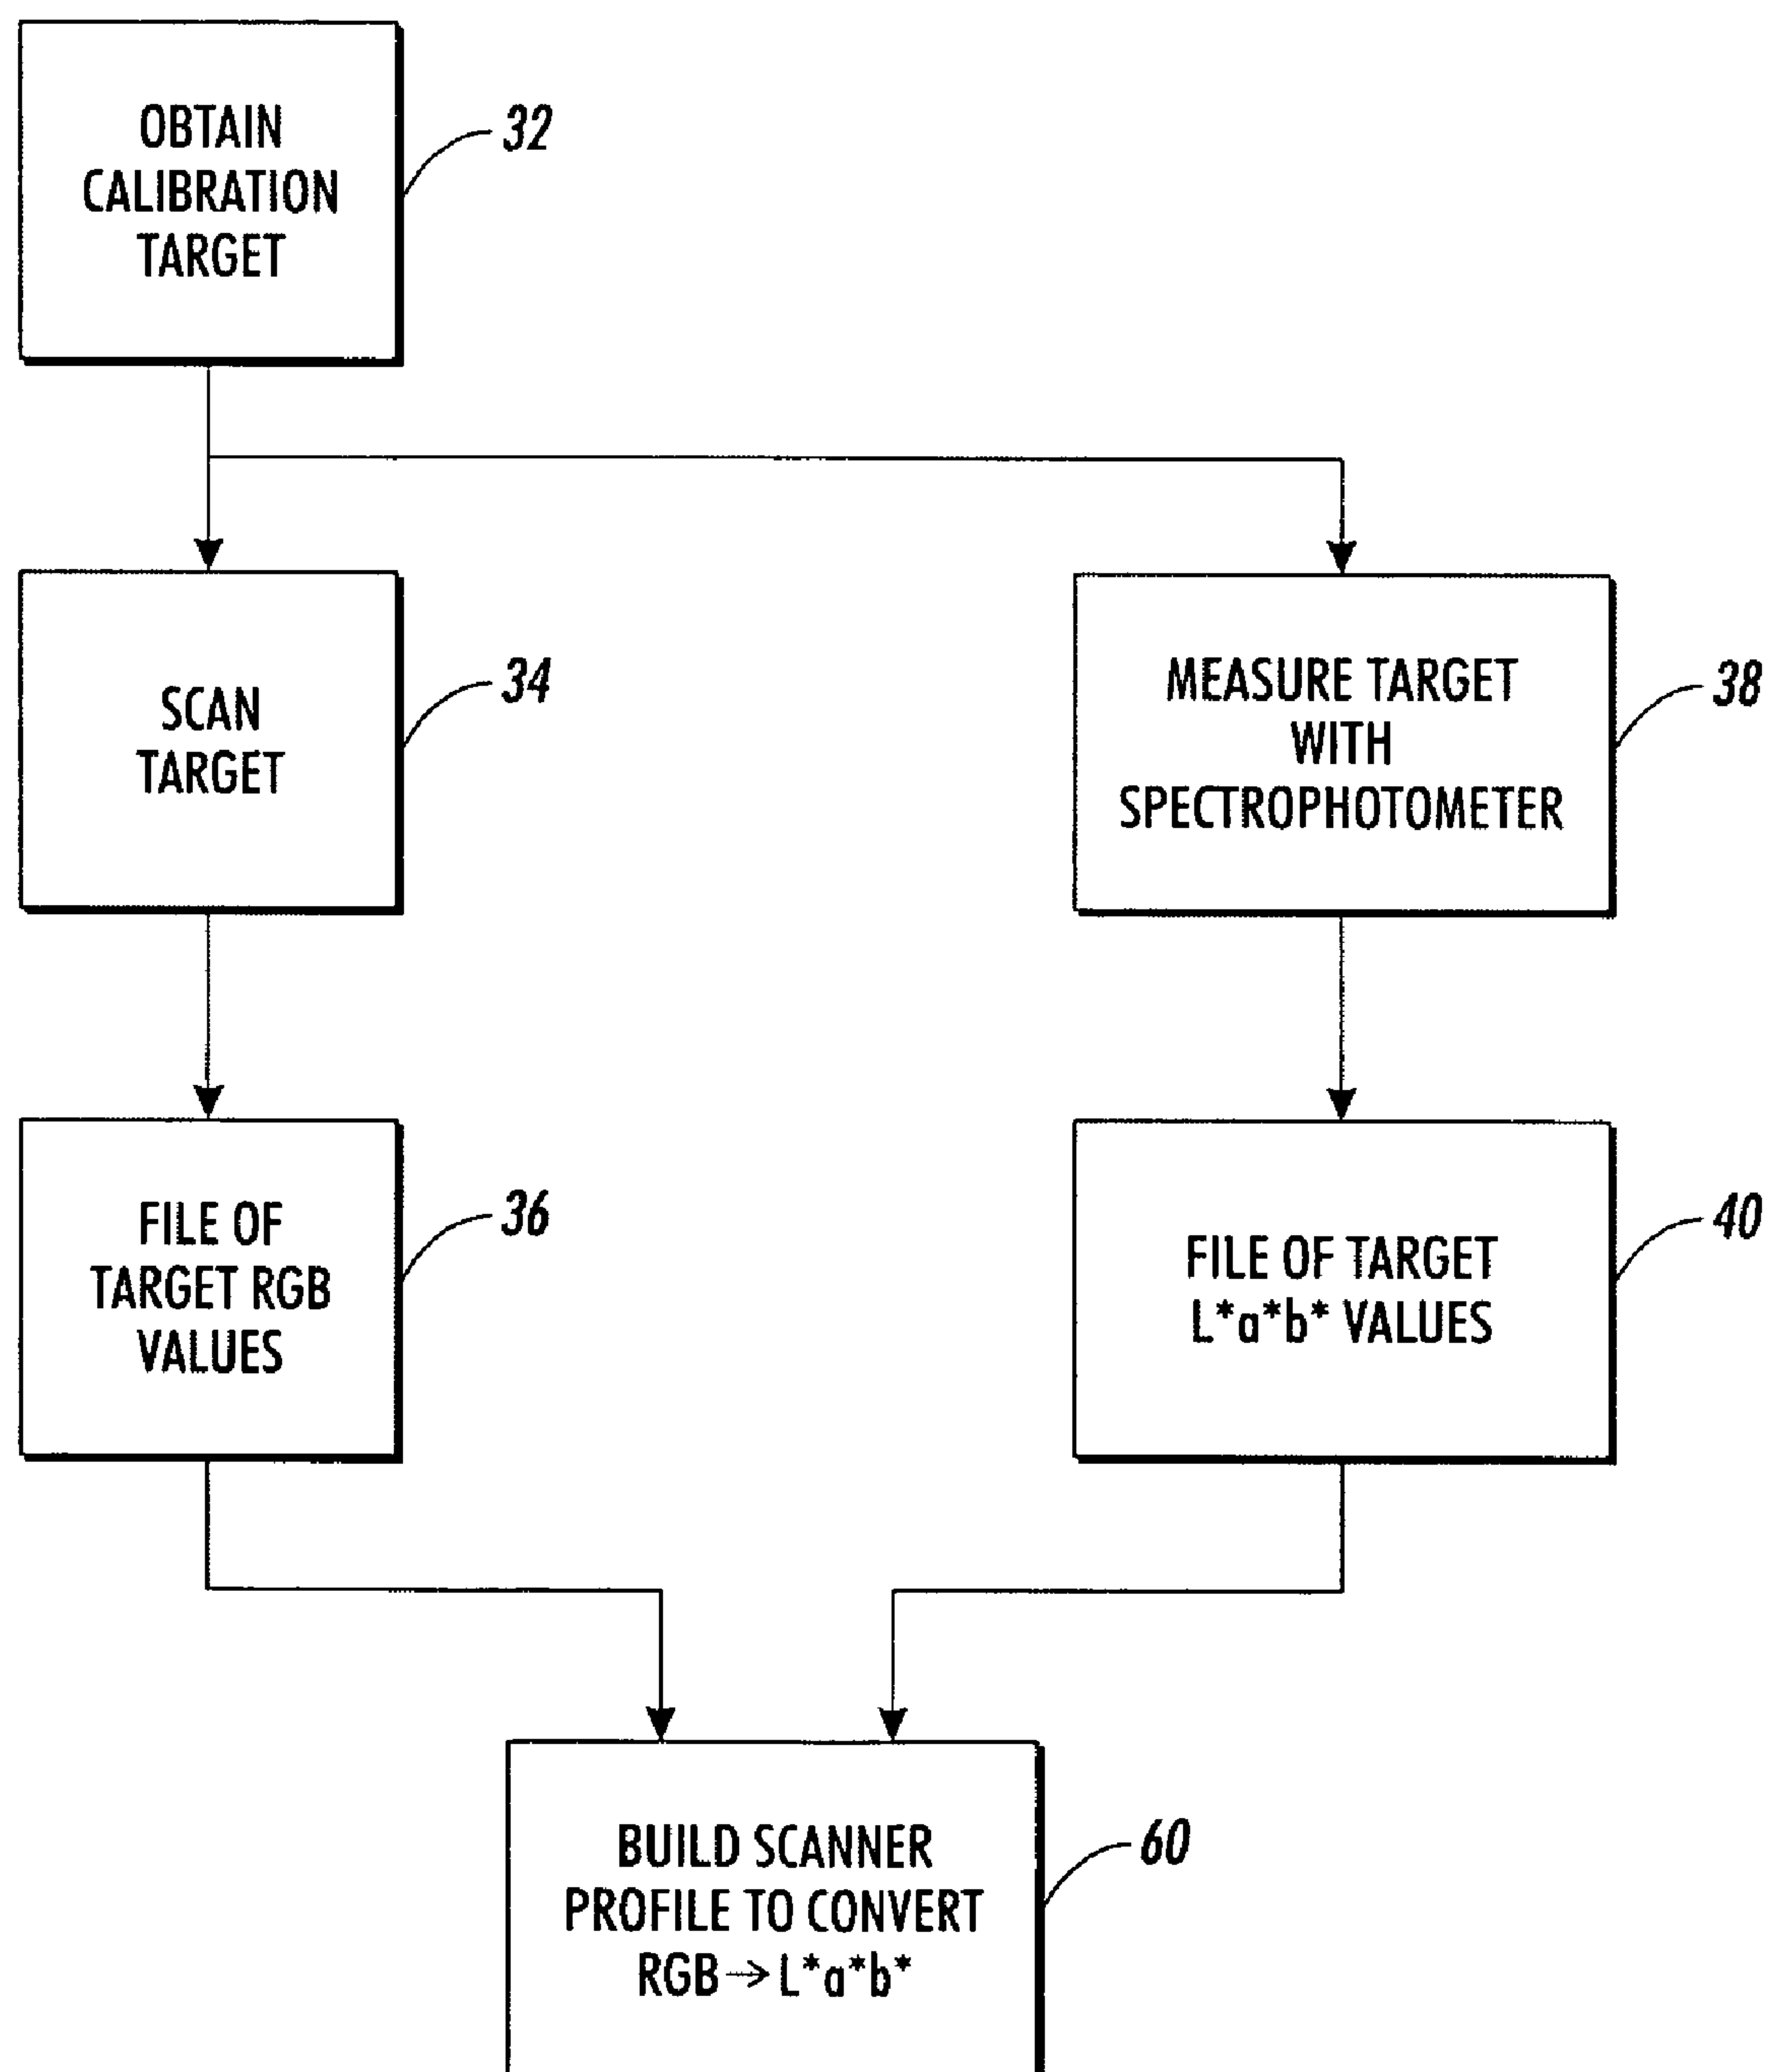 OBTAIN
CALIBRATION
TARGET
32
SCAN
TARGET
34
MEASURE TARGET
WITH
SPECTROPHOTOMETER
38
FILE OF
TARGET RGB
VALUES
36
FILE OF TARGET
L*a*b* VALUES
40
BUILD SCANNER
PROFILE TO CONVERT
RGB→L*a*b*
60